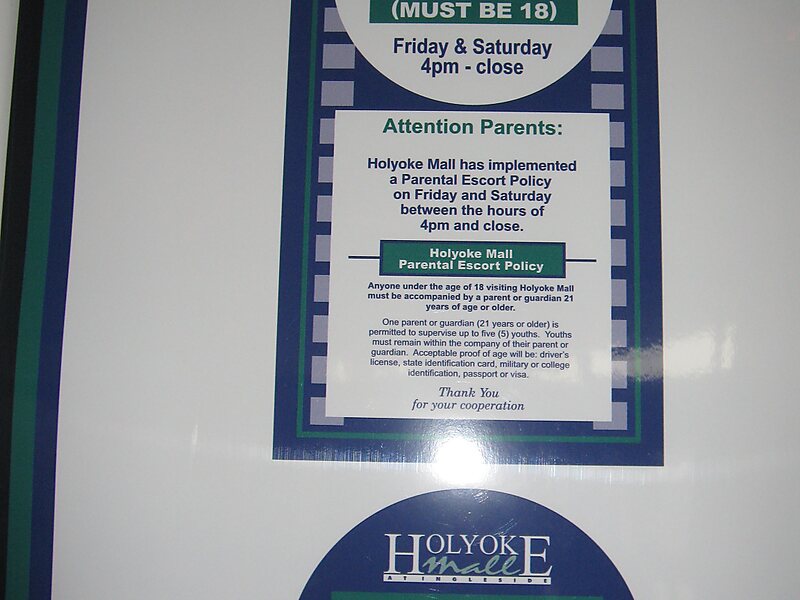 (MUST BE 18)
Friday & Saturday
4pm - close
Attention Parents:
Holyoke Mall has implemented
a Parental Escort Policy
on Friday and Saturday
between the hours of
4pm and close.
Holyoke Mall
Parental Escort Policy
Anyone under the age of 18 visiting Holyoke Mall
must be accompanied by a parent or guardian 21
years of age or older.
One parent or guardian (21 years or older) is
permitted to supervise up to five (5) youths. Youths
must remain within the company of their parent or
guardian. Acceptable proof of age will be: driver's
license, state identification card, military or college
identification, passport or visa.
Thank You
for your cooperation
HOLYOKE
mall
AT INGLESIDE